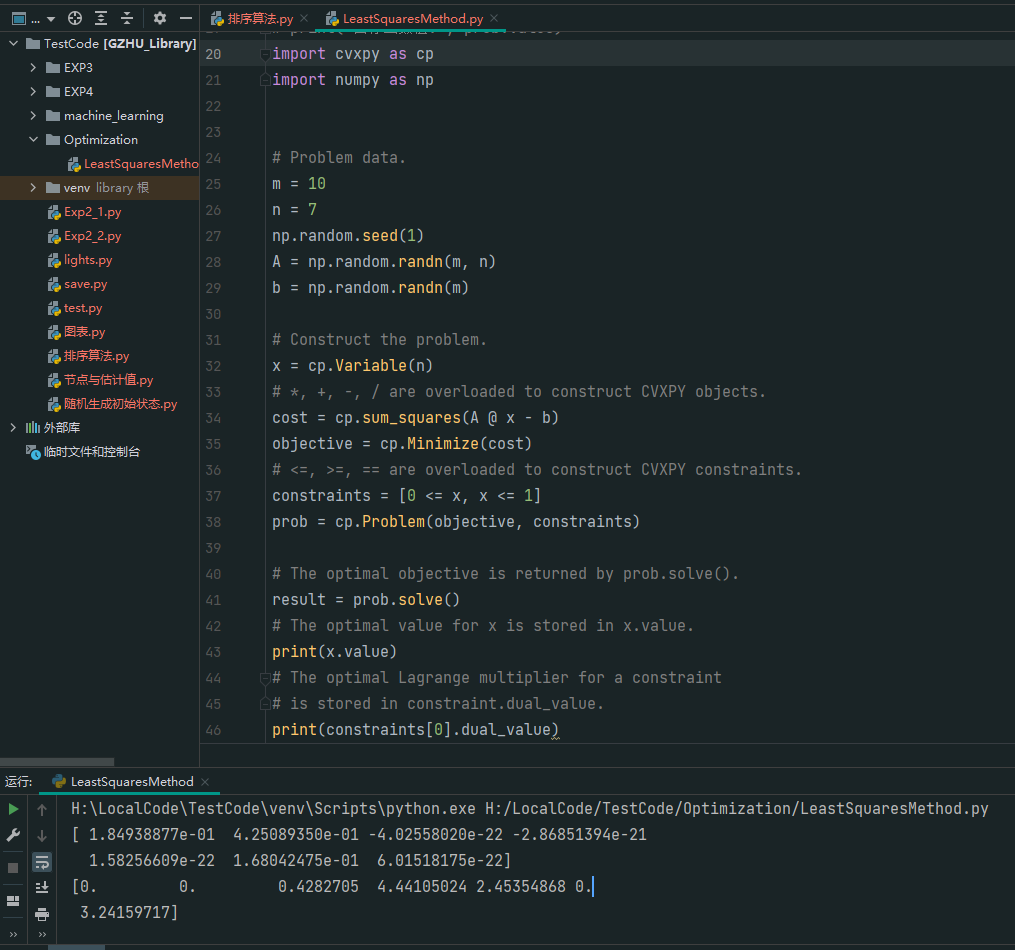 ...
排序算法.py
LeastSquaresMethod.py
TestCode [GZHU_Library]
EXP3
EXP4
machine_learning
Optimization
LeastSquaresMetho
venv library 根
Exp2_1.py
Exp2_2.py
lights.py
save.py
test.py
图表.py
排序算法.py
节点与估计值.py
随机生成初始状态.py
外部库
临时文件和控制台
20 import cvxpy as cp
21 import numpy as np
22
23
24 # Problem data.
25 m = 10
26 n = 7
27 np.random.seed(1)
28 A = np.random.randn(m, n)
29 b = np.random.randn(m)
30
31 # Construct the problem.
32 x = cp.Variable(n)
33 # *, +, -, / are overloaded to construct CVXPY objects.
34 cost = cp.sum_squares(A @ x - b)
35 objective = cp.Minimize(cost)
36 # <=, >=, == are overloaded to construct CVXPY constraints.
37 constraints = [0 <= x, x <= 1]
38 prob = cp.Problem(objective, constraints)
39
40 # The optimal objective is returned by prob.solve().
41 result = prob.solve()
42 # The optimal value for x is stored in x.value.
43 print(x.value)
44 # The optimal Lagrange multiplier for a constraint
45 # is stored in constraint.dual_value.
46 print(constraints[0].dual_value)
运行: LeastSquaresMethod
H:\LocalCode\TestCode\venv\Scripts\python.exe H:/LocalCode/TestCode/Optimization/LeastSquaresMethod.py
[ 1.84938877e-01 4.25089350e-01 -4.02558020e-22 -2.86851394e-21
1.58256609e-22 1.68042475e-01 6.01518175e-22]
[0. 0. 0.4282705 4.44105024 2.45354868 0.
3.24159717]